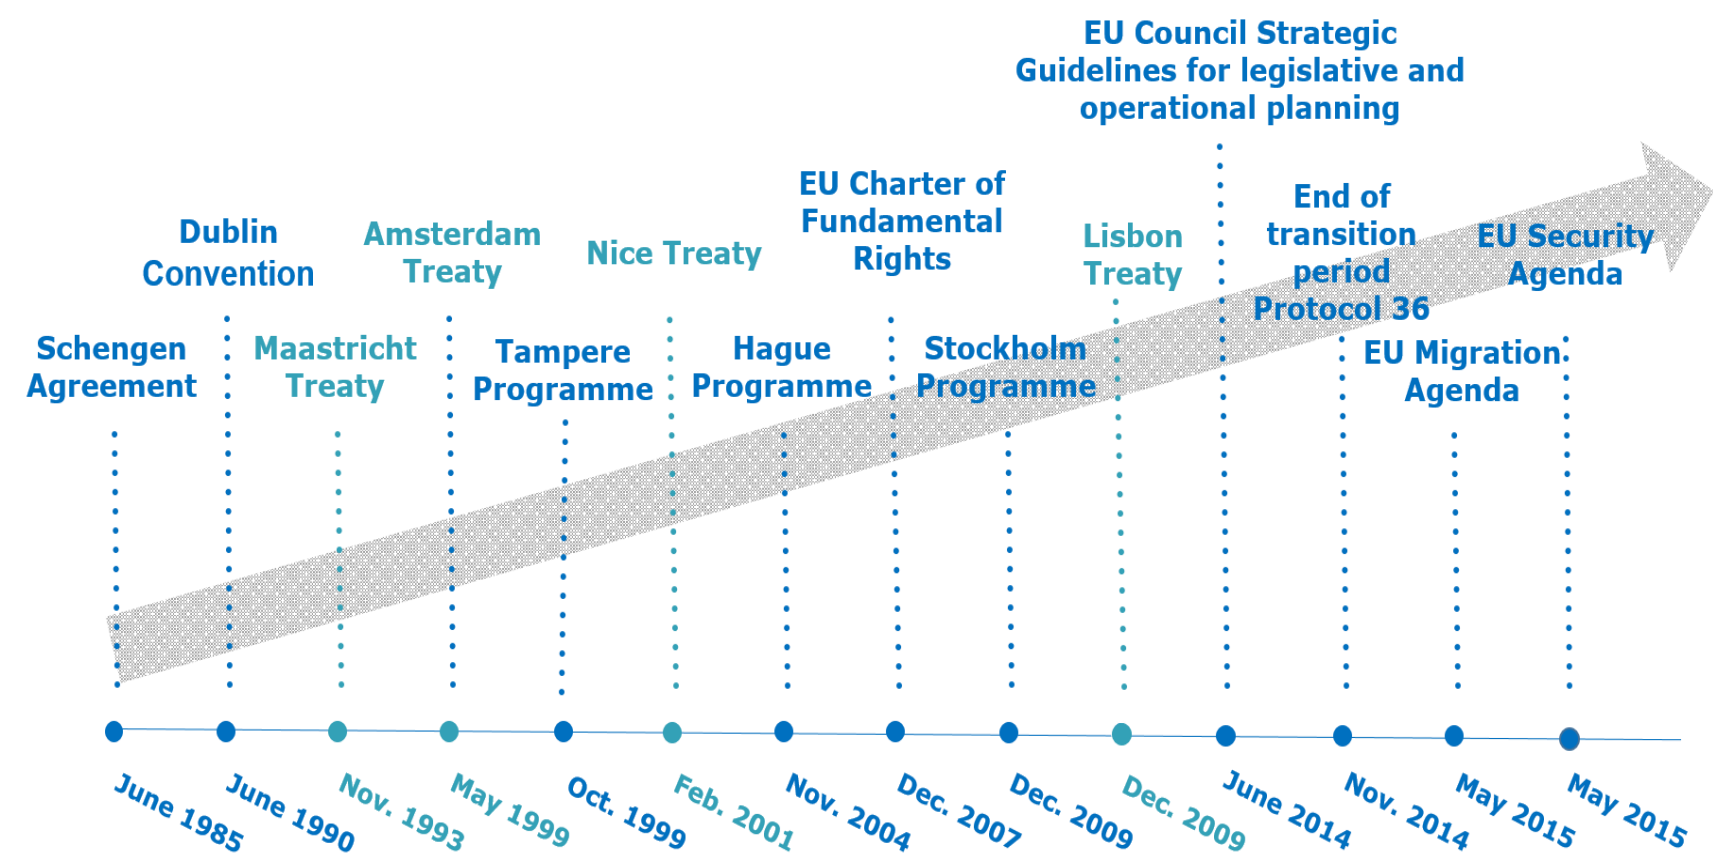 EU Council Strategic
Guidelines for legislative and
operational planning
EU Charter of
Fundamental
Rights
End of
transition
period
Protocol 36
Dublin
Convention
Amsterdam
Treaty
Nice Treaty
Lisbon
Treaty
EU Security
Agenda
Schengen
Agreement
Maastricht
Treaty
Tampere
Programme
Hague
Programme
Stockholm
Programme
EU Migration
Agenda
June 1985
June 1990
Nov. 1993
May 1999
Oct. 1999
Feb. 2001
Nov. 2004
Dec. 2007
Dec. 2009
Dec. 2009
June 2014
Nov. 2014
May 2015
May 2015